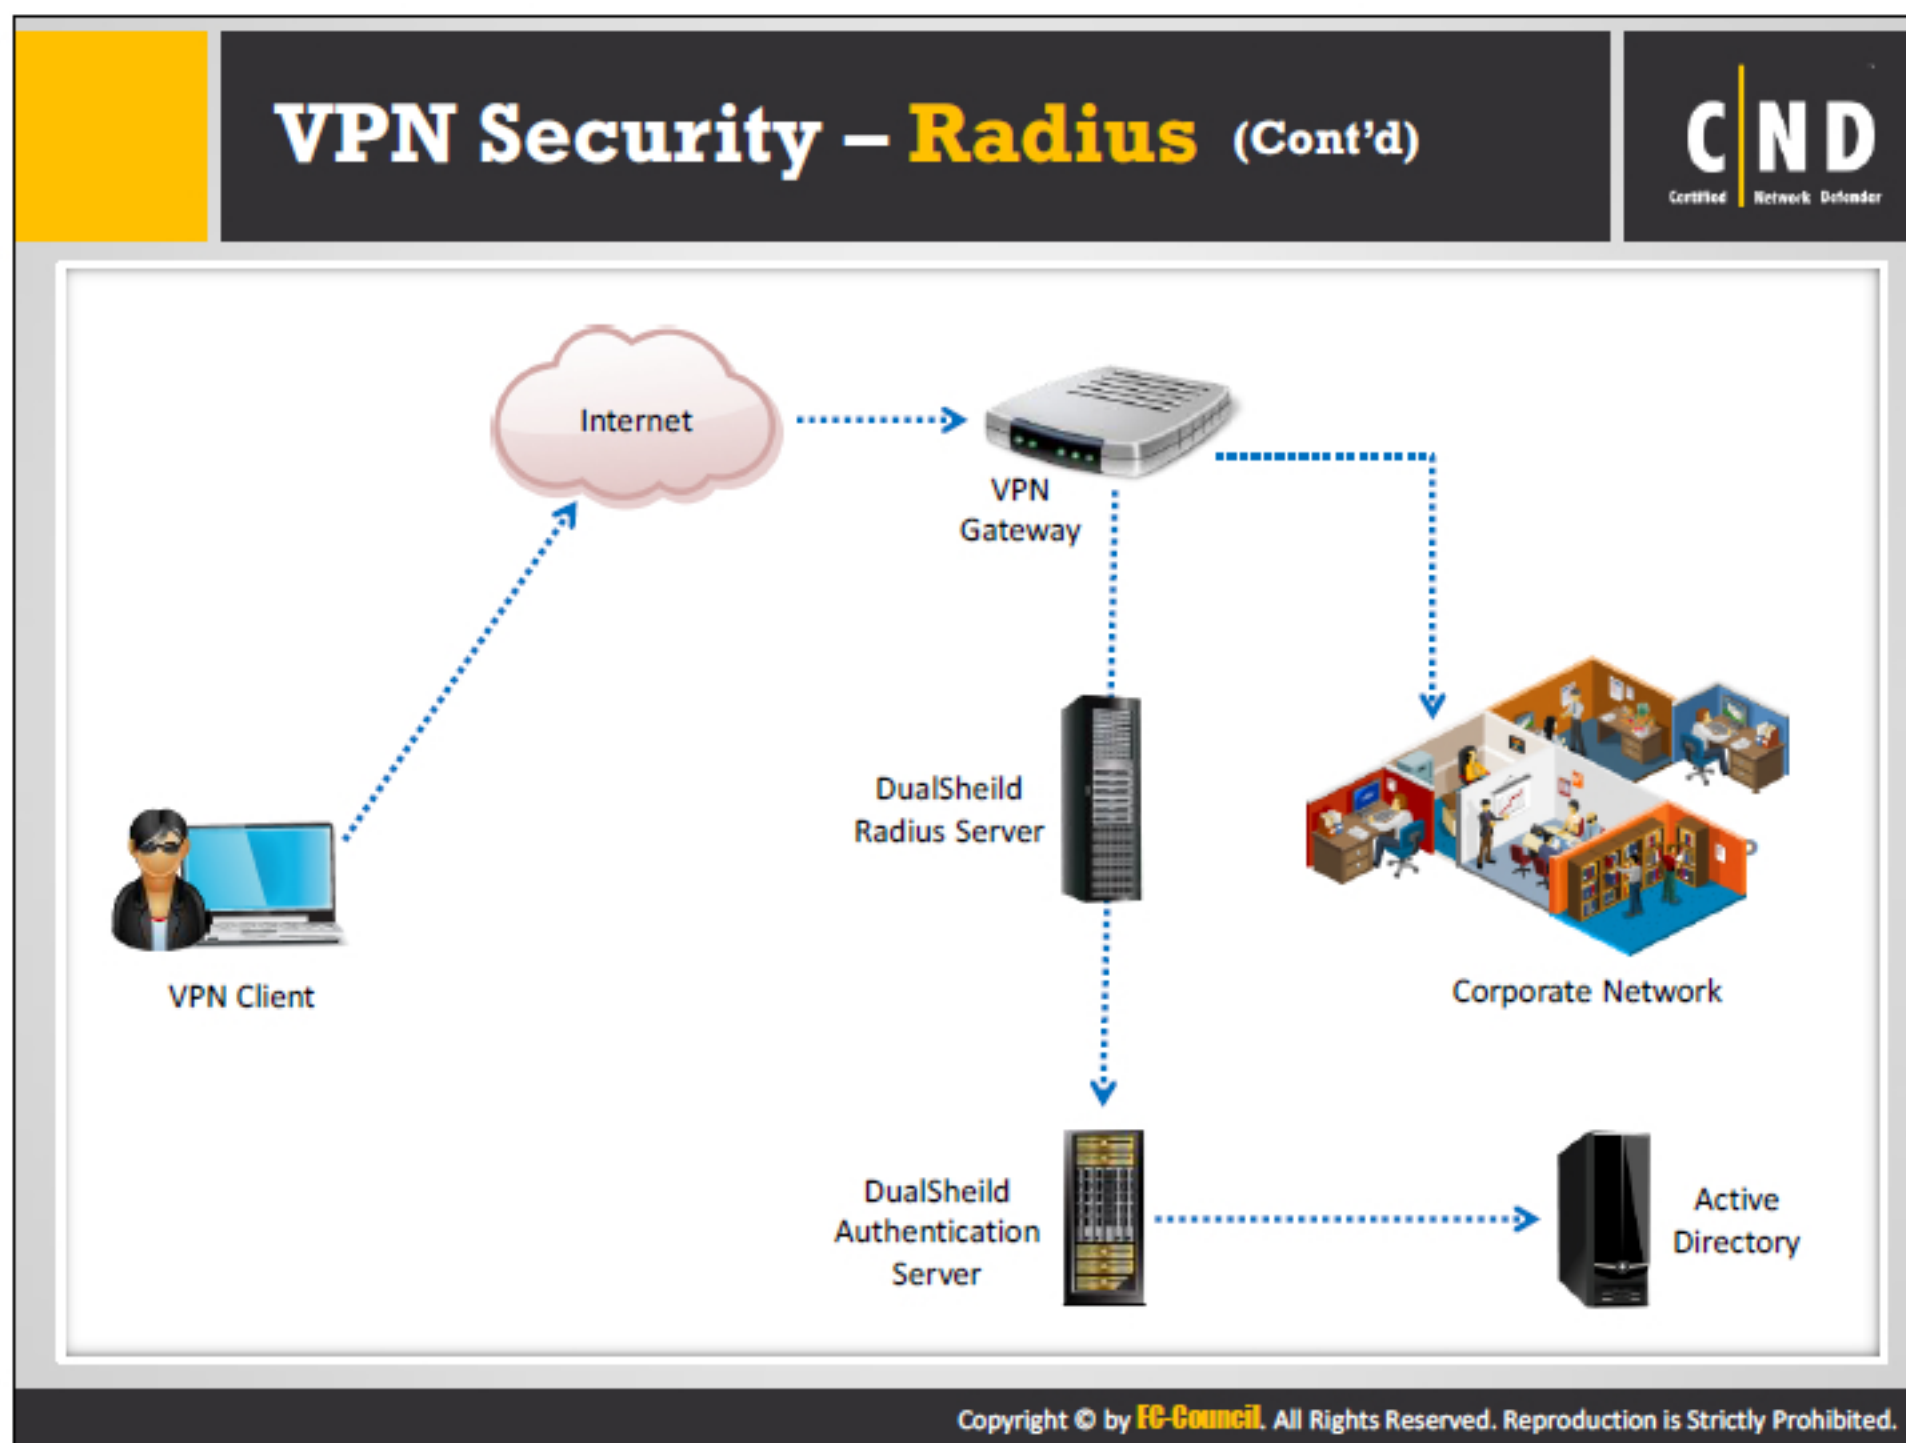 VPN Security – Radius (Cont'd)
C|ND
Certified Network Defender
Internet
VPN
Gateway
DualSheild
Radius Server
VPN Client
Corporate Network
DualSheild
Authentication
Server
Active
Directory
Copyright © by EC-Council. All Rights Reserved. Reproduction is Strictly Prohibited.